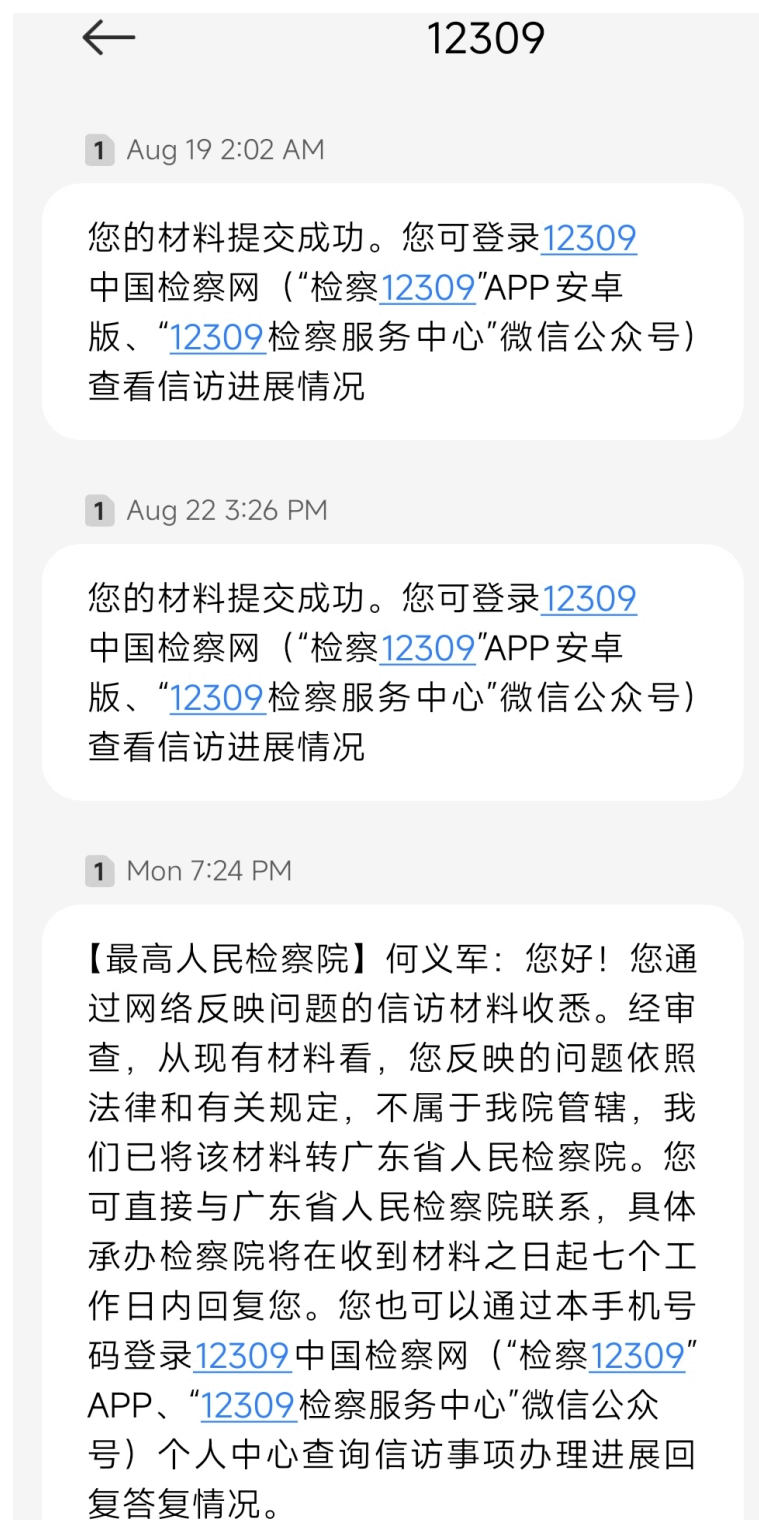 12309
1 Aug 19 2:02 AM
您的材料提交成功。您可登录12309
中国检察网（“检察12309”APP安卓
版、“12309检察服务中心”微信公众号）
查看信访进展情况
1 Aug 22 3:26 PM
您的材料提交成功。您可登录12309
中国检察网（“检察12309”APP安卓
版、“12309检察服务中心”微信公众号）
查看信访进展情况
1 Mon 7:24 PM
【最高人民检察院】何义军：您好！您通
过网络反映问题的信访材料收悉。经审
查，从现有材料看，您反映的问题依照
法律和有关规定，不属于我院管辖，我
们已将该材料转广东省人民检察院。您
可直接与广东省人民检察院联系，具体
承办检察院将在收到材料之日起七个工
作日内回复您。您也可以通过本手机号
码登录12309中国检察网（“检察12309”
APP、“12309检察服务中心”微信公众
号）个人中心查询信访事项办理进展回
复答复情况。